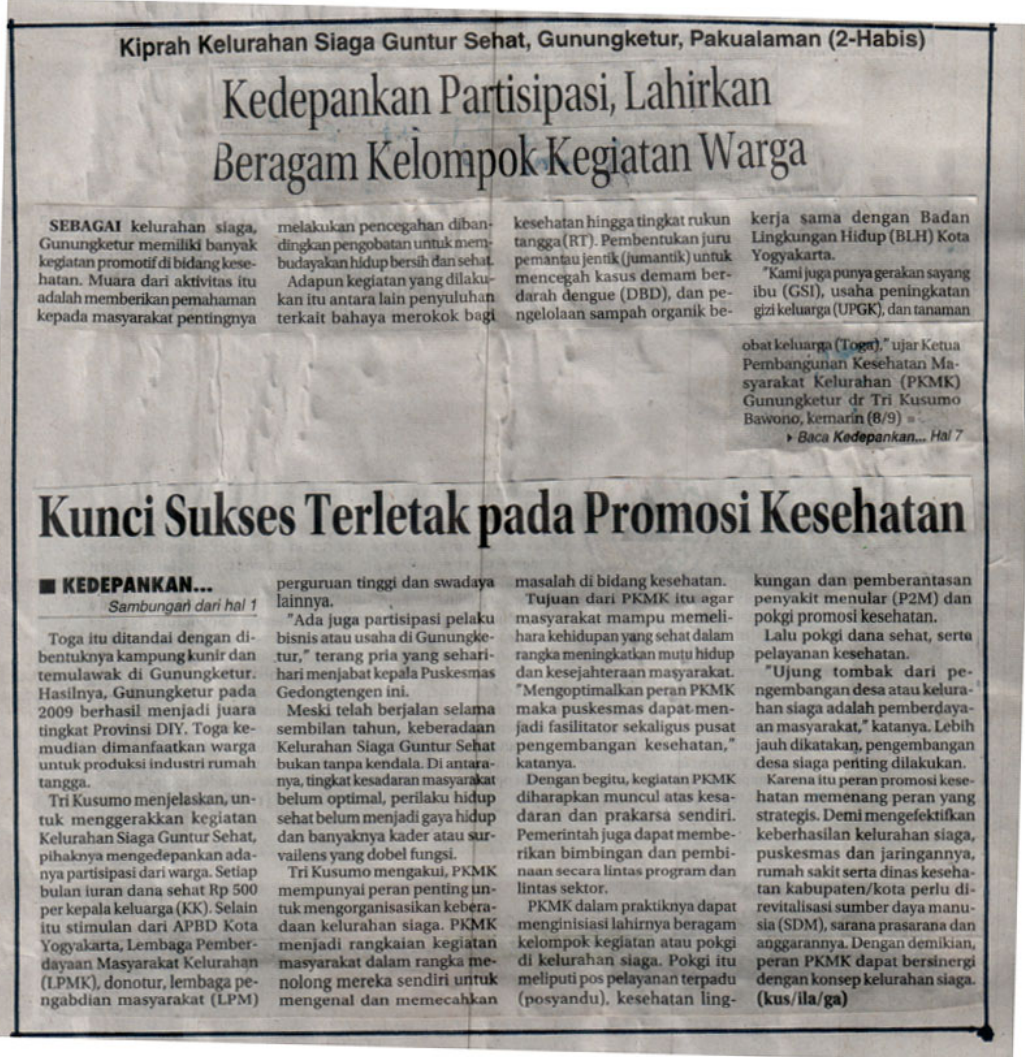 Kiprah Kelurahan Siaga Guntur Sehat, Gunungketur, Pakualaman (2-Habis)
Kedepankan Partisipasi, Lahirkan
Beragam Kelompok Kegiatan Warga
SEBAGAI kelurahan siaga,
Gunungketur memiliki banyak
kegiatan promotif di bidang kese-
hatan. Muara dari aktivitas itu
adalah memberikan pemahaman
kepada masyarakat pentingnya
melakukan pencegahan diban-
dingkan pengobatan untuk mem-
budayakan hidup bersih dan sehat.
Adapun kegiatan yang dilaku-
kan itu antara lain penyuluhan
terkait bahaya merokok bagi
kesehatan hingga tingkat rukun
tangga (RT). Pembentukan juru
pemantau jentik (jumantik) untuk
mencegah kasus demam ber-
darah dengue (DBD), dan pe-
ngelolaan sampah organik be-
kerja sama dengan Badan
Lingkungan Hidup (BLH) Kota
Yogyakarta.
"Kami juga punya gerakan sayang
ibu (GSI), usaha peningkatan
gizi keluarga (UPGK), dan tanaman
obat keluarga (Toga)," ujar Ketua
Pembangunan Kesehatan Ma-
syarakat Kelurahan (PKMK)
Gunungketur dr Tri Kusumo
Bawono, kemarin (8/9)
Baca Kedepankan... Hal 7
Kunci Sukses Terletak pada Promosi Kesehatan
■ KEDEPANKAN...
Sambungan dari hal 1
Toga itu ditandai dengan di-
bentuknya kampung kunir dan
temulawak di Gunungketur.
Hasilnya, Gunungketur pada
2009 berhasil menjadi juara
tingkat Provinsi DIY. Toga ke-
mudian dimanfaatkan warga
untuk produksi industri rumah
tangga.
Tri Kusumo menjelaskan, un-
tuk menggerakkan kegiatan
Kelurahan Siaga Guntur Sehat,
pihaknya mengedepankan ada-
nya partisipasi dari warga. Setiap
bulan iuran dana sehat Rp 500
per kepala keluarga (KK). Selain
itu stimulan dari APBD Kota
Yogyakarta, Lembaga Pember-
dayaan Masyarakat Kelurahan
(LPMK), donotur, lembaga pe-
ngabdian masyarakat (LPM)
perguruan tinggi dan swadaya
lainnya.
"Ada juga partisipasi pelaku
bisnis atau usaha di Gunungke-
tur," terang pria yang sehari-
hari menjabat kepala Puskesmas
Gedongtengen ini.
Meski telah berjalan selama
sembilan tahun, keberadaan
Kelurahan Siaga Guntur Sehat
bukan tanpa kendala. Di antara-
nya, tingkat kesadaran masyarakat
belum optimal, perilaku hidup
sehat belum menjadi gaya hidup
dan banyaknya kader atau sur-
vailens yang dobel fungsi.
Tri Kusumo mengakui, PKMK
mempunyai peran penting un-
tuk mengorganisasikan kebera-
daan kelurahan siaga. PKMK
menjadi rangkaian kegiatan
masyarakat dalam rangka me-
nolong mereka sendiri untuk
mengenal dan memecahkan
masalah di bidang kesehatan.
Tujuan dari PKMK itu agar
masyarakat mampu memeli-
hara kehidupan yang sehat dalam
rangka meningkatkan mutu hidup
dan kesejahteraan masyarakat.
"Mengoptimalkan peran PKMK
maka puskesmas dapat men-
jadi fasilitator sekaligus pusat
pengembangan kesehatan,"
katanya.
Dengan begitu, kegiatan PKMK
diharapkan muncul atas kesa-
daran dan prakarsa sendiri.
Pemerintah juga dapat membe-
rikan bimbingan dan pembi-
naan secara lintas program dan
lintas sektor.
PKMK dalam praktiknya dapat
menginisiasi lahirnya beragam
kelompok kegiatan atau pokgi
di kelurahan siaga. Pokgi itu
meliputi pos pelayanan terpadu
(posyandu), kesehatan ling-
kungan dan pemberantasan
penyakit menular (P2M) dan
pokgi promosi kesehatan.
Lalu pokgi dana sehat, serta
pelayanan kesehatan.
"Ujung tombak dari pe-
ngembangan desa atau kelura-
han siaga adalah pemberdaya-
an masyarakat," katanya. Lebih
jauh dikatakan, pengembangan
desa siaga penting dilakukan.
Karena itu peran promosi kese-
hatan memenang peran yang
strategis. Demi mengefektifkan
keberhasilan kelurahan siaga,
puskesmas dan jaringannya,
rumah sakit serta dinas keseha-
tan kabupaten/kota perlu di-
revitalisasi sumber daya manu-
sia (SDM), sarana prasarana dan
anggarannya. Dengan demikian,
peran PKMK dapat bersinergi
dengan konsep kelurahan siaga.
(kus/ila/ga)